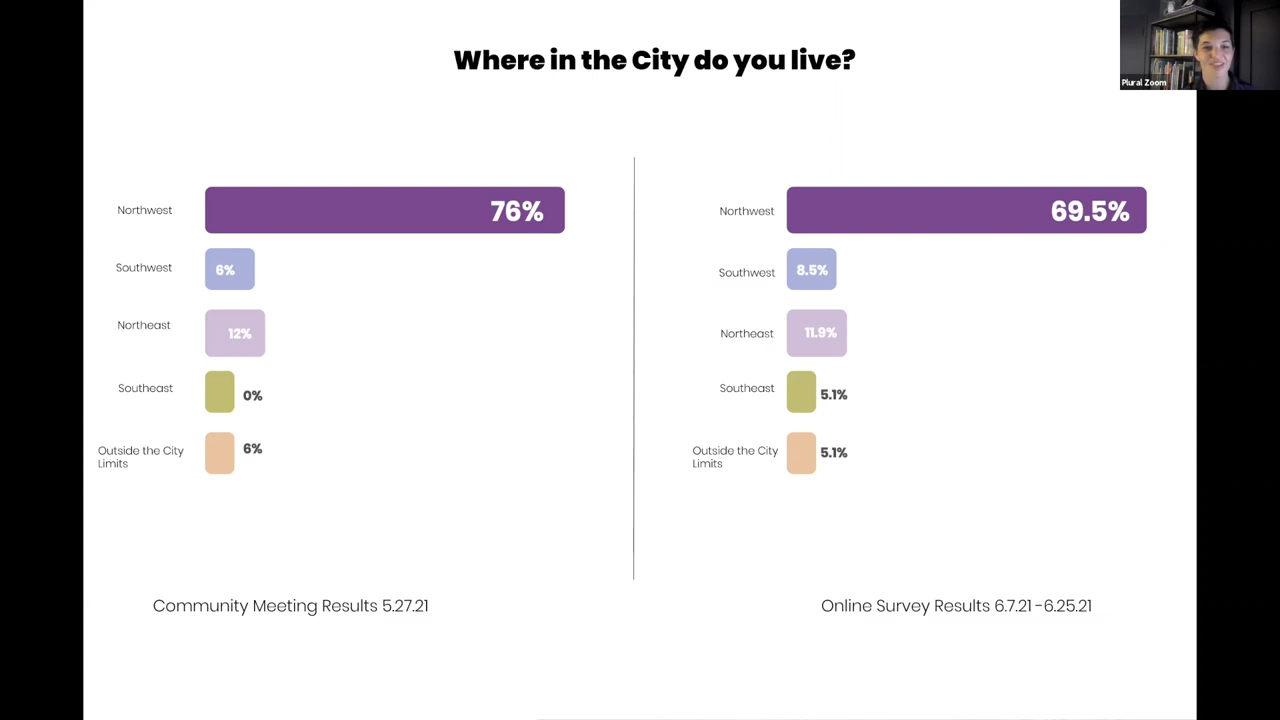 Where in the City do you live?
Plural Zoom
Northwest
76%
Southwest
6%
Northeast
12%
Southeast
0%
Outside the City
Limits
6%
Community Meeting Results 5.27.21
Northwest
69.5%
Southwest
8.5%
Northeast
11.9%
Southeast
5.1%
Outside the City
Limits
5.1%
Online Survey Results 6.7.21 -6.25.21